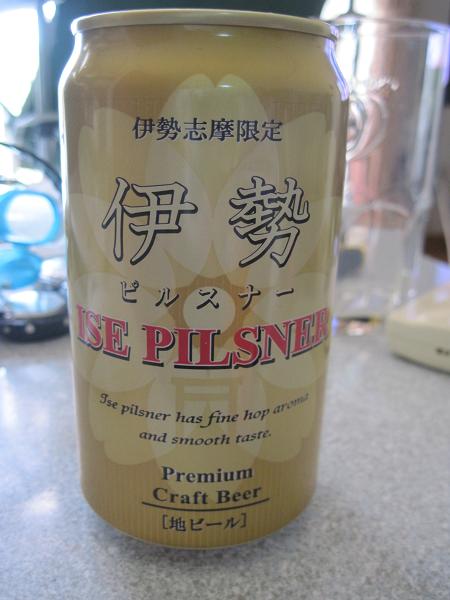 伊勢志摩限定
伊勢
ピルスナー
ISE PILSNER
Ise pilsner has fine hop aroma
and smooth taste.
Premium
Craft Beer
[地ビール]